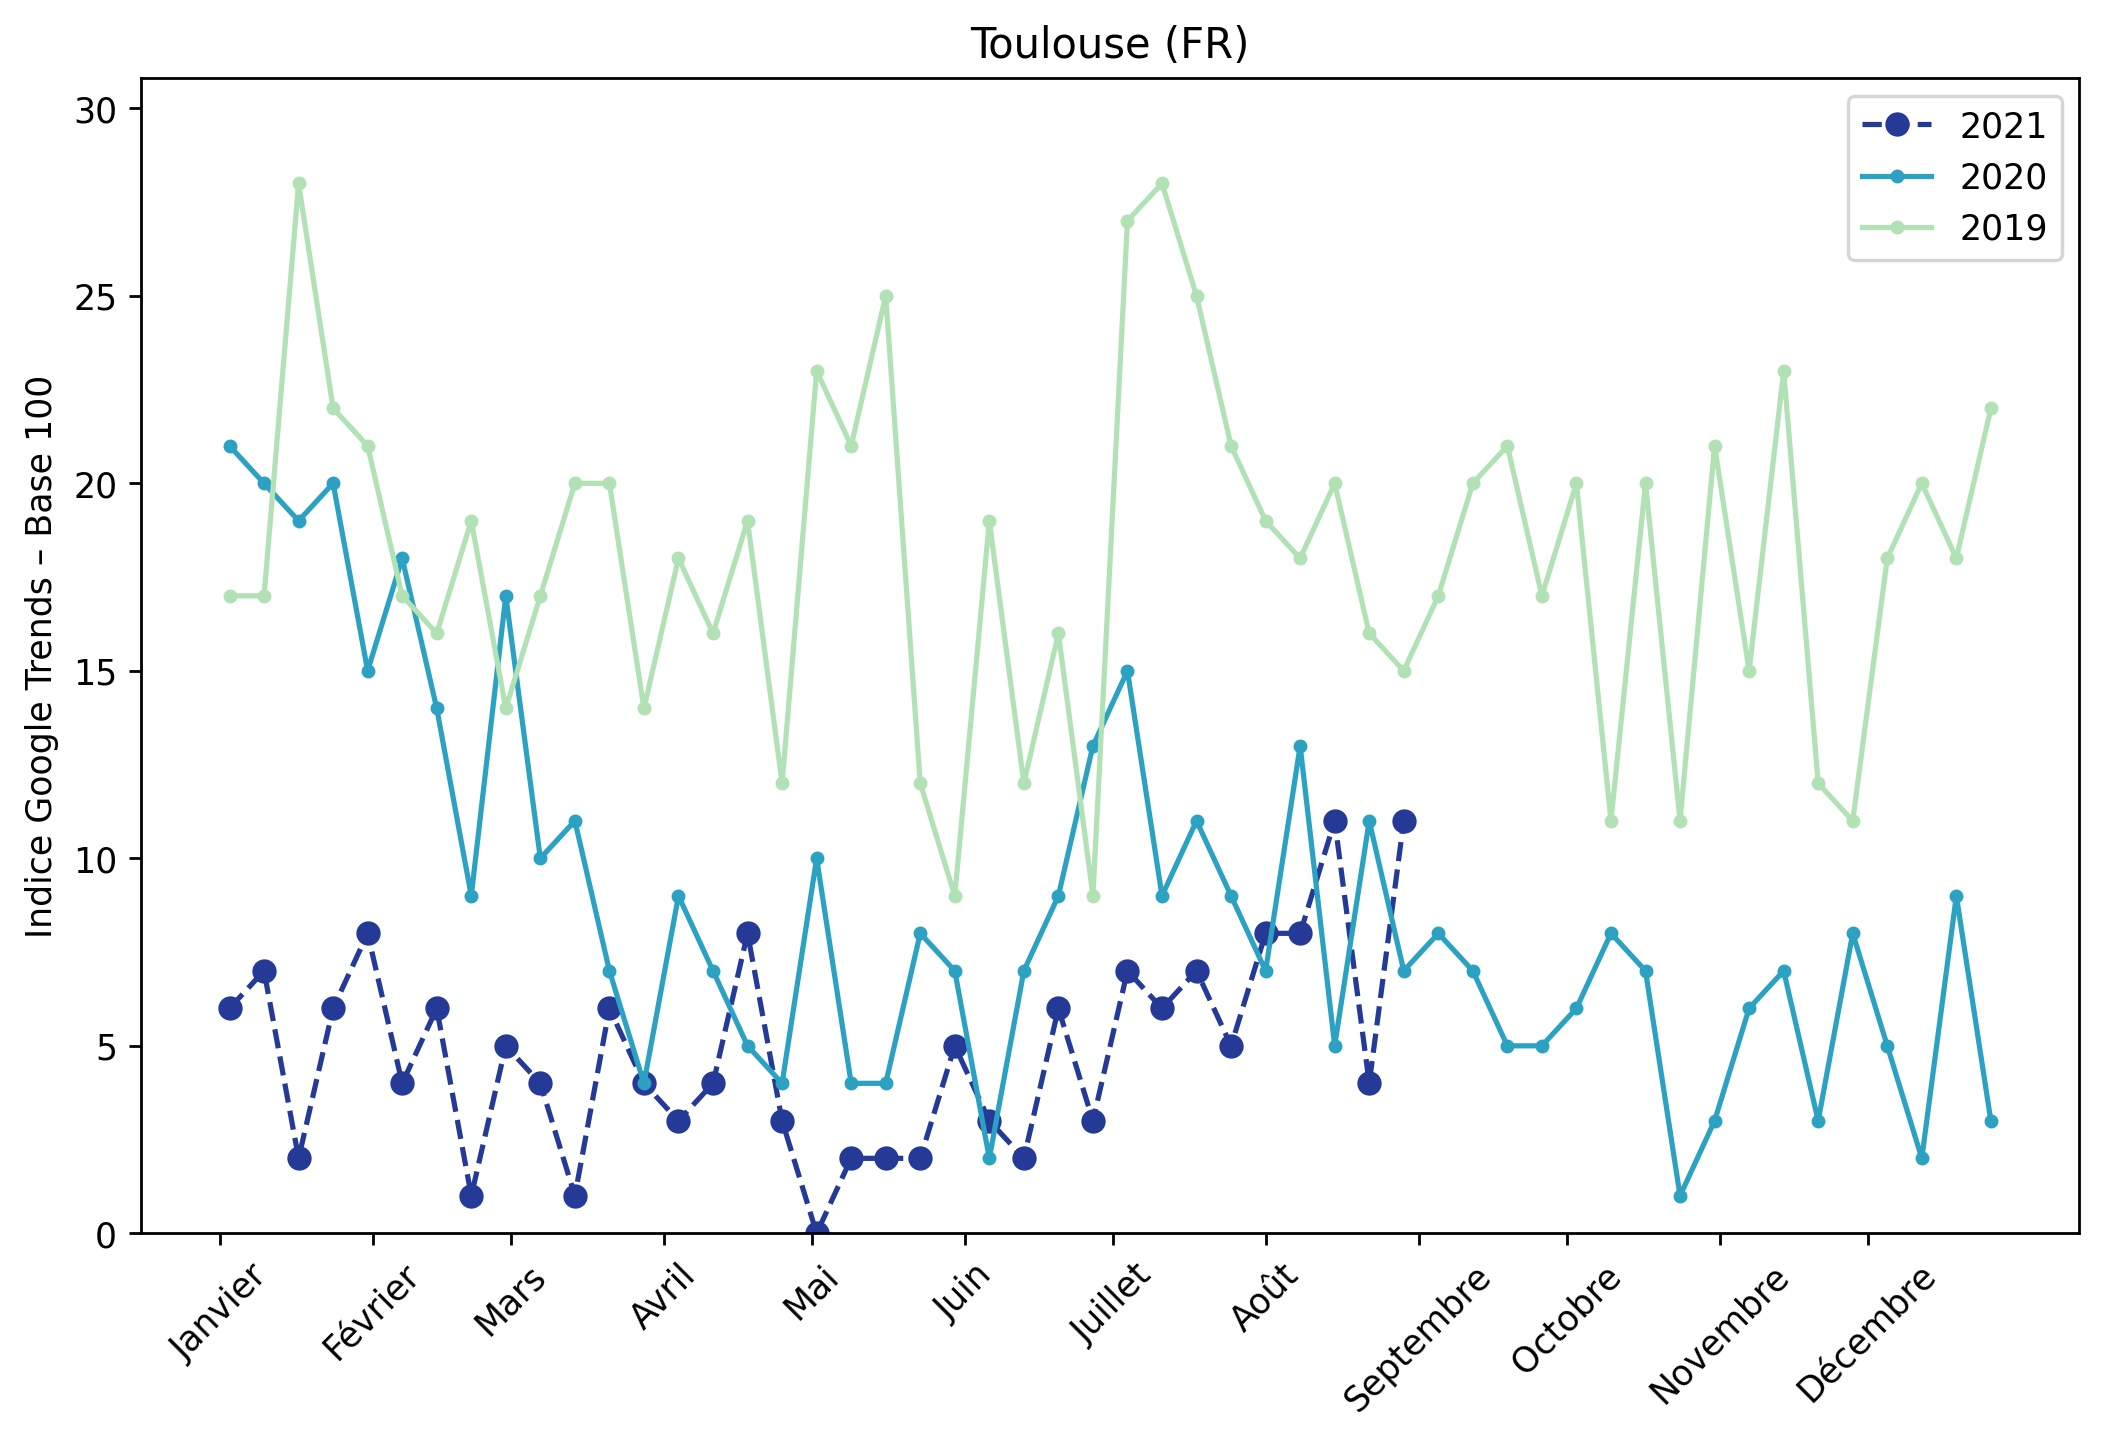 Toulouse (FR)
Indice Google Trends – Base 100
30
25
20
15
10
5
0
2021
2020
2019
Janvier
Février
Mars
Avril
Mai
Juin
Juillet
Août
Septembre
Octobre
Novembre
Décembre